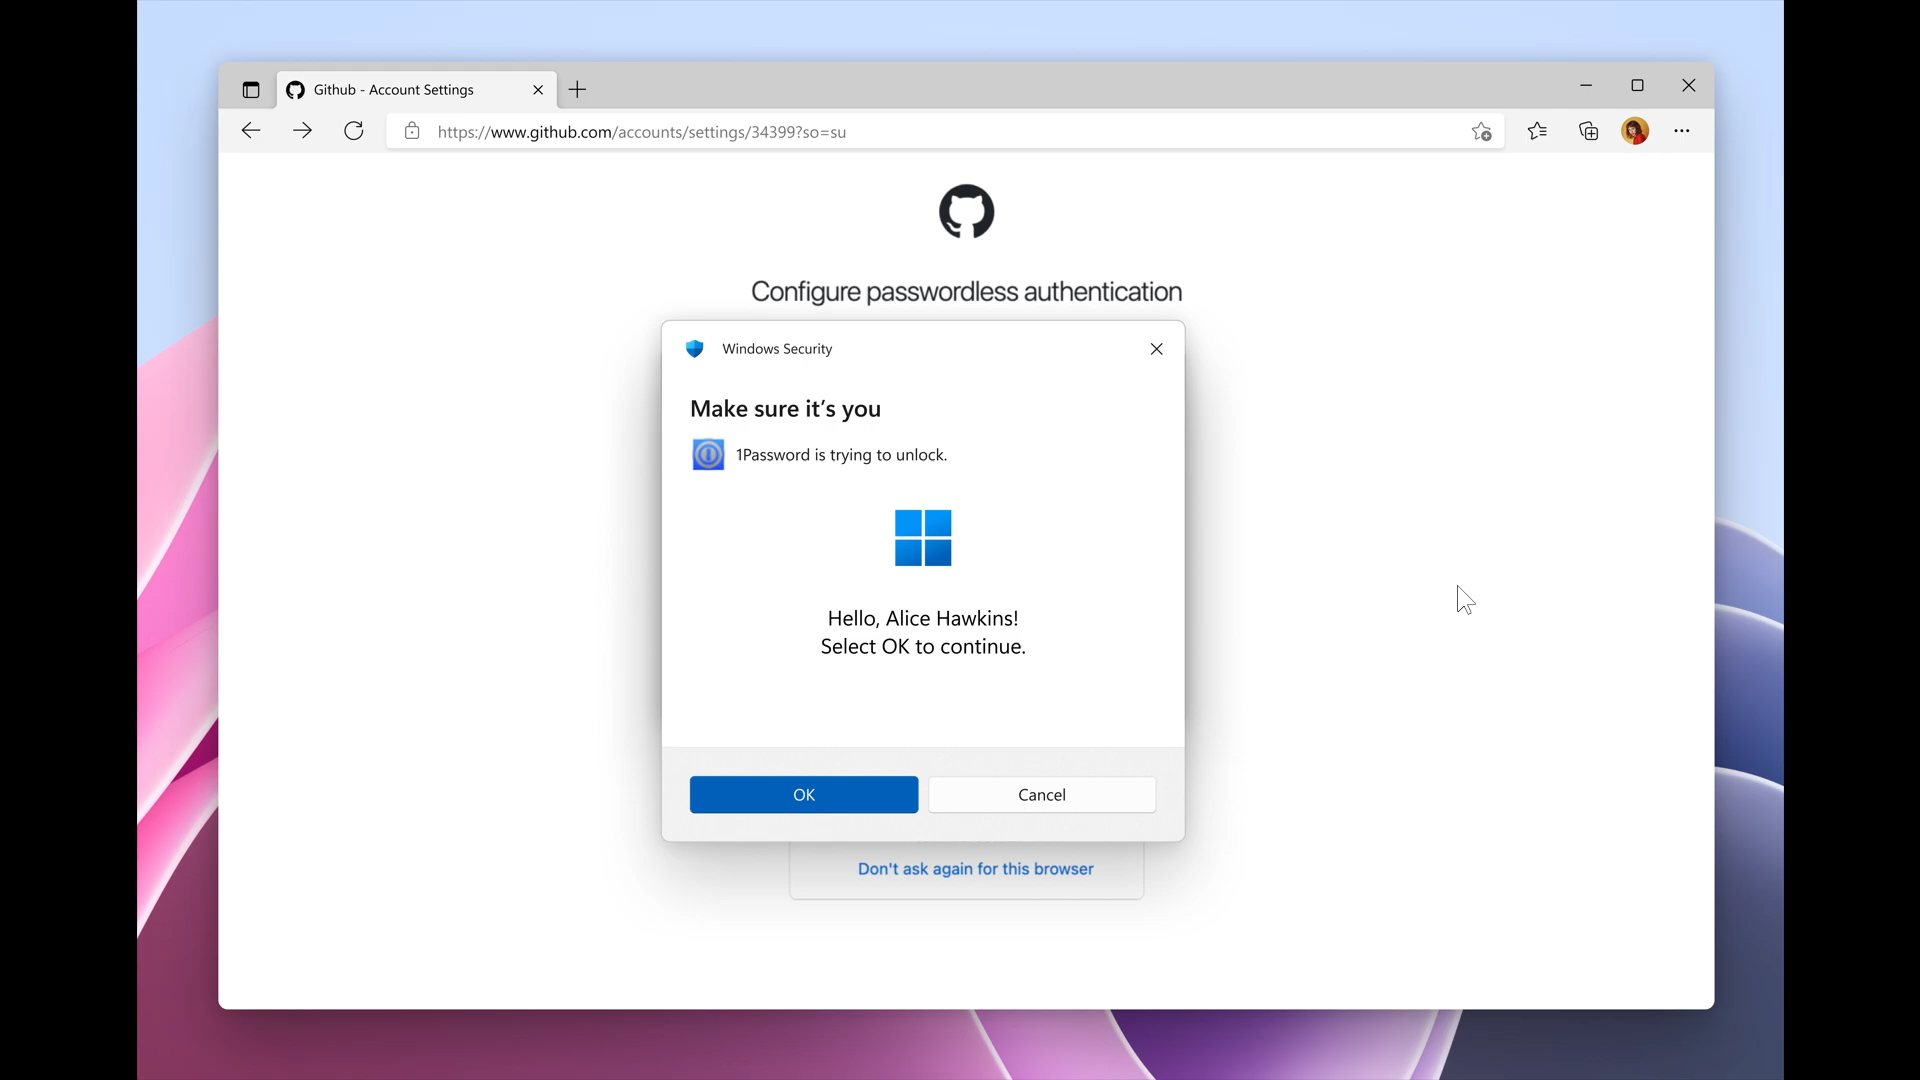 Github - Account Settings
https://www.github.com/accounts/settings/34399?so=su
Configure passwordless authentication
Windows Security
Make sure it’s you
1Password is trying to unlock.
Hello, Alice Hawkins!
Select OK to continue.
OK
Cancel
Don't ask again for this browser